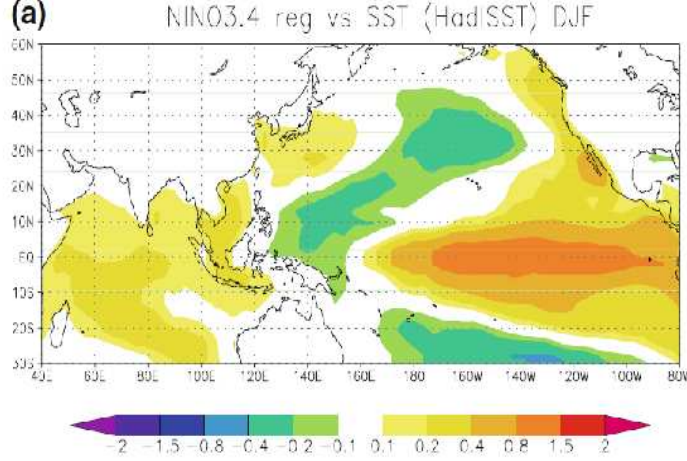 (a) NINO3.4 reg vs SST (HadISST) DJF
60N
50N
40N
30N
20N
10N
EQ
10S
20S
30S
40E 60E 80E 100E 120E 140E 160E 180 160W 140W 120W 100W 80W
-2 -1.5 -0.8 -0.4 -0.2 -0.1 0.1 0.2 0.4 0.8 1.5 2